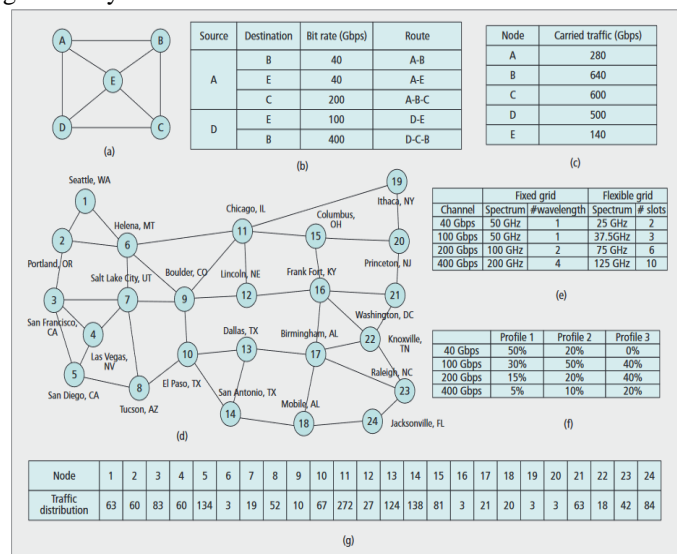 A
B
E
D
C
(a)
Source Destination Bit rate (Gbps) Route
A
B 40 A-B
E 40 A-E
C 200 A-B-C
D
E 100 D-E
B 400 D-C-B
(b)
Node Carried traffic (Gbps)
A 280
B 640
C 600
D 500
E 140
(c)
Seattle, WA
1
2
Portland, OR
Helena, MT
6
Salt Lake City, UT
7
3
San Francisco,
CA
4
Las Vegas,
NV
5
San Diego, CA
8
Tucson, AZ
Boulder, CO
9
10
El Paso, TX
Chicago, IL
11
Lincoln, NE
12
Dallas, TX
13
San Antonio, TX
14
Columbus,
OH
15
Frank Fort, KY
16
Birmingham, AL
17
Mobile, AL
18
19
Ithaca, NY
20
Princeton, NJ
21
Washington, DC
22
Knoxville,
TN
Raleigh, NC
23
24
Jacksonville, FL
(d)
Fixed grid Flexible grid
Channel Spectrum #wavelength Spectrum # slots
40 Gbps 50 GHz 1 25 GHz 2
100 Gbps 50 GHz 1 37.5GHz 3
200 Gbps 100 GHz 2 75 GHz 6
400 Gbps 200 GHz 4 125 GHz 10
(e)
Profile 1 Profile 2 Profile 3
40 Gbps 50% 20% 0%
100 Gbps 30% 50% 40%
200 Gbps 15% 20% 40%
400 Gbps 5% 10% 20%
(f)
Node 1 2 3 4 5 6 7 8 9 10 11 12 13 14 15 16 17 18 19 20 21 22 23 24
Traffic
distribution 63 60 83 60 134 3 19 52 10 67 272 27 124 138 81 3 21 20 3 3 63 18 42 84
(g)